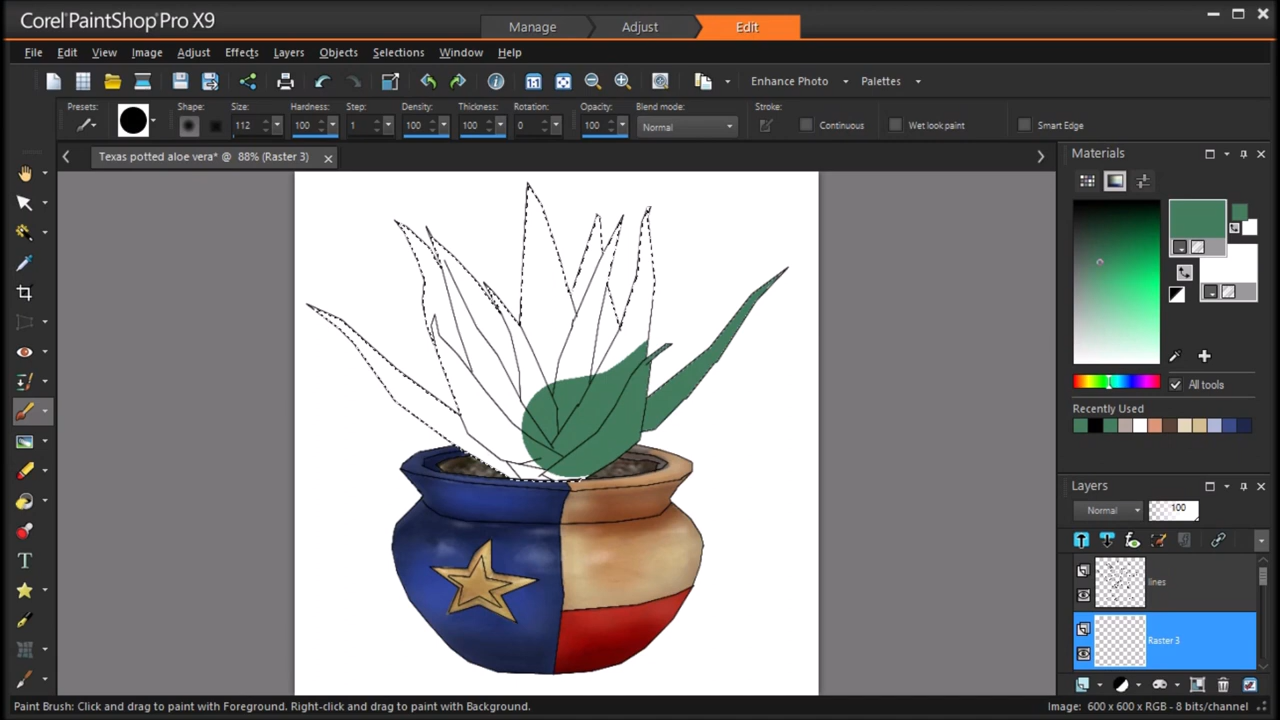 Corel PaintShop Pro X9
Manage
Adjust
Edit
File Edit View Image Adjust Effects Layers Objects Selections Window Help
1:1
Enhance Photo
Palettes
Presets: Shape: Size: Hardness: Step: Density: Thickness: Rotation: Opacity: Blend mode: Stroke:
112 100 1 100 100 0 100 Normal Continuous Wet look paint Smart Edge
Texas potted aloe vera* @ 88% (Raster 3)
Materials
All tools
Recently Used
Layers
Normal 100
lines
Raster 3
T
Paint Brush: Click and drag to paint with Foreground. Right-click and drag to paint with Background.
Image: 600 x 600 x RGB - 8 bits/channel